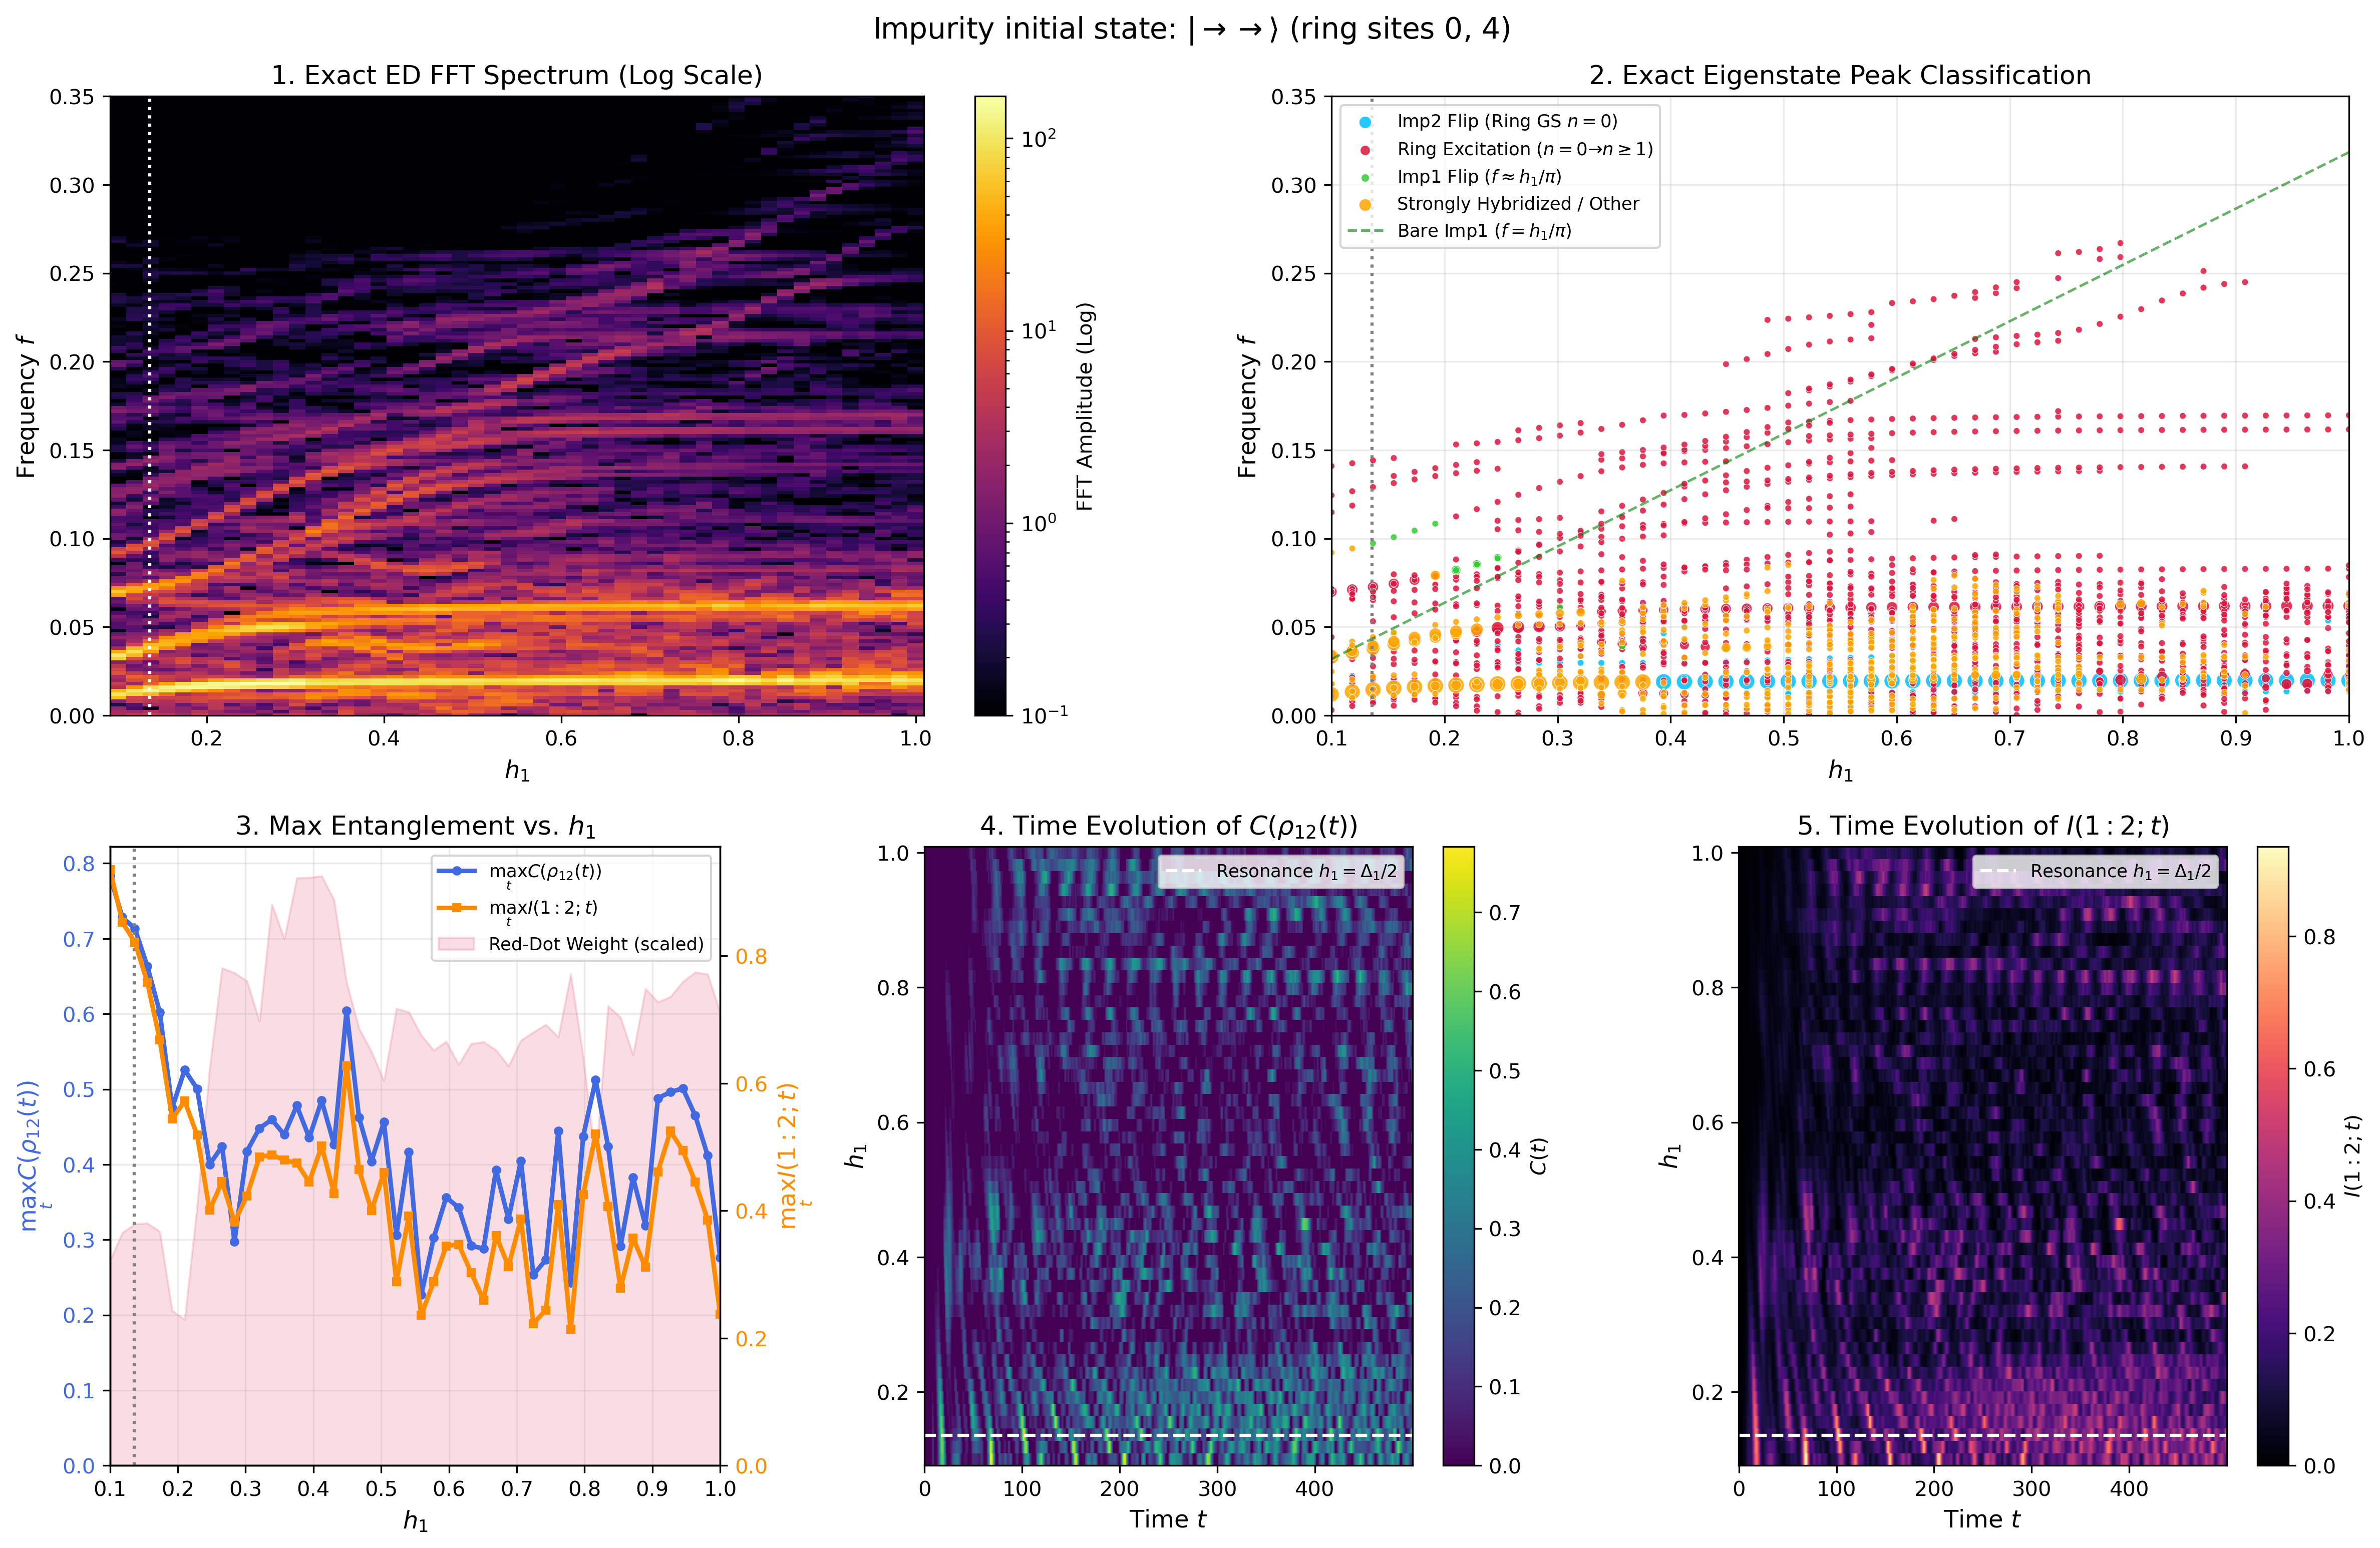 Impurity initial state: |→→⟩ (ring sites 0, 4)
1. Exact ED FFT Spectrum (Log Scale)
Frequency f
0.35
0.30
0.25
0.20
0.15
0.10
0.05
0.00
0.2 0.4 0.6 0.8 1.0
h₁
10²
10¹
10⁰
10⁻¹
FFT Amplitude (Log)
2. Exact Eigenstate Peak Classification
Frequency f
0.35
0.30
0.25
0.20
0.15
0.10
0.05
0.00
Imp2 Flip (Ring GS n = 0)
Ring Excitation (n = 0→n ≥ 1)
Imp1 Flip (f ≈ h₁/π)
Strongly Hybridized / Other
Bare Imp1 (f = h₁/π)
0.1 0.2 0.3 0.4 0.5 0.6 0.7 0.8 0.9 1.0
h₁
3. Max Entanglement vs. h₁
max C(ρ₁₂(t))
t
0.8
0.7
0.6
0.5
0.4
0.3
0.2
0.1
0.0
max C(ρ₁₂(t))
t
max I(1 : 2; t)
t
Red-Dot Weight (scaled)
0.8
0.6
0.4
0.2
0.0
max I(1 : 2; t)
t
0.1 0.2 0.3 0.4 0.5 0.6 0.7 0.8 0.9 1.0
h₁
4. Time Evolution of C(ρ₁₂(t))
h₁
1.0
0.8
0.6
0.4
0.2
Resonance h₁ = Δ₁/2
0 100 200 300 400
Time t
0.7
0.6
0.5
0.4
0.3
0.2
0.1
0.0
C(t)
5. Time Evolution of I(1 : 2; t)
h₁
1.0
0.8
0.6
0.4
0.2
Resonance h₁ = Δ₁/2
0 100 200 300 400
Time t
0.8
0.6
0.4
0.2
0.0
I(1 : 2; t)